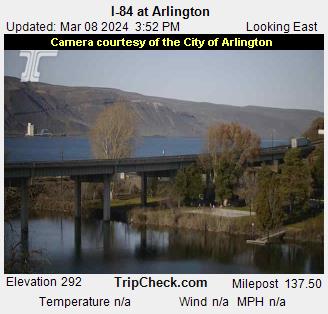 I-84 at Arlington
Updated: Mar 08 2024 3:52 PM Looking East
Camera courtesy of the City of Arlington
Elevation 292 TripCheck.com Milepost 137.50
Temperature n/a Wind n/a MPH n/a